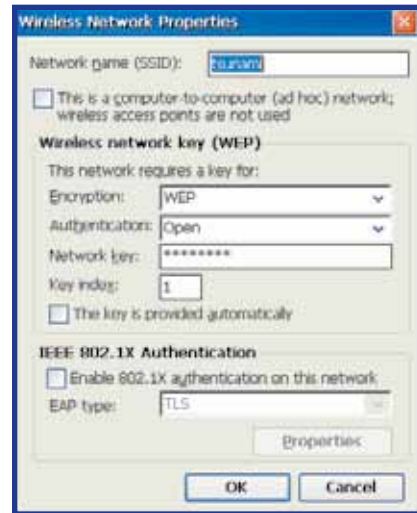 Wireless Network Properties
Network name (SSID): tsunami
This is a computer-to-computer (ad hoc) network;
wireless access points are not used
Wireless network key (WEP)
This network requires a key for:
Encryption: WEP
Authentication: Open
Network key: ********
Key index: 1
The key is provided automatically
IEEE 802.1X Authentication
Enable 802.1X authentication on this network
EAP type: TLS
Properties
OK Cancel